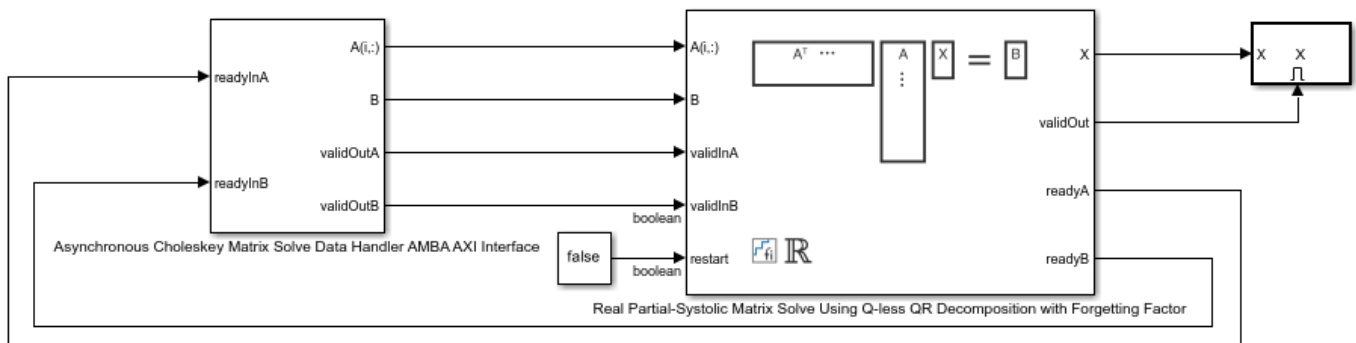 readyInA
readyInB
A(i,:)
B
validOutA
validOutB
Asynchronous Choleskey Matrix Solve Data Handler AMBA AXI Interface
false
boolean
boolean
A(i,:)
B
validInA
validInB
restart
Aᵀ ···
A
⋮
X
=
B
fi ℝ
X
validOut
readyA
readyB
Real Partial-Systolic Matrix Solve Using Q-less QR Decomposition with Forgetting Factor
X X